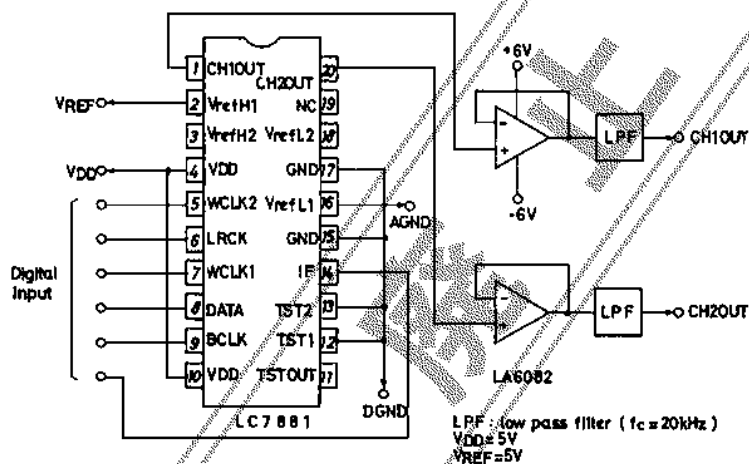 +6V
1 CH1OUT
CH2OUT 20
VREF 2 VrefH1
NC 19
3 VrefH2
VrefL2 18
CH1OUT
LPF
VDD 4 VDD
GND 17
-6V
5 WCLK2
VrefL1 16
AGND
6 LRCK
GND 15
Digital
Input
7 WCLK1
IF 14
8 DATA
TST2 13
LPF
CH2OUT
9 BCLK
TST1 12
10 VDD
TSTOUT 11
LA6082
DGND
LC7881
LPF : low pass filter ( fc = 20kHz )
VDD = 5V
VREF = 5V